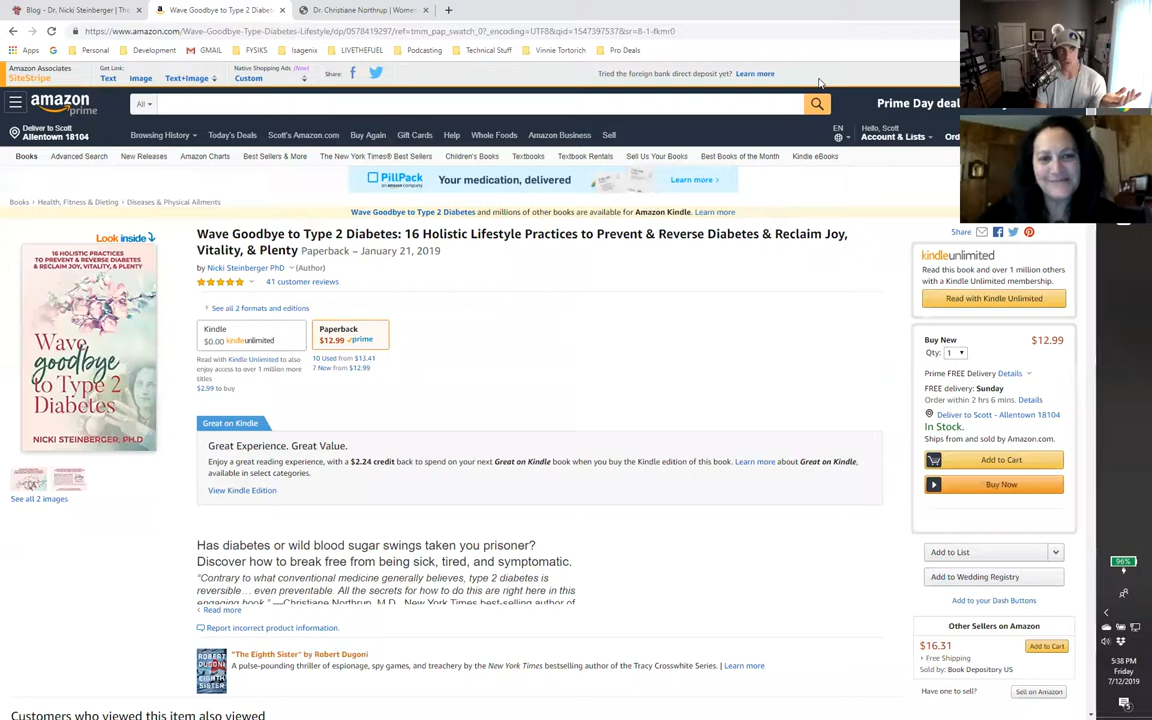 Blog - Dr. Nicki Steinberger | The
Wave Goodbye to Type 2 Diabete
Dr. Christiane Northrup | Wome
https://www.amazon.com/Wave-Goodbye-Type-Diabetes-Lifestyle/dp/0578419297/ref=tmm_pap_swatch_0?_encoding=UTF8&qid=1547397537&sr=8-1-fkmr0
Apps Personal Development GMAIL FYSIKS Isagenix LIVETHEFUEL Podcasting Technical Stuff Vinnie Tortorich Pro Deals
Amazon Associates
SiteStripe
Get Link:
Text Image Text+Image
Native Shopping Ads (New)
Custom
Share:
Tried the foreign bank direct deposit yet? Learn more
amazon
prime
All
Prime Day deal
Deliver to Scott
Allentown 18104
Browsing History Today's Deals Scott's Amazon.com Buy Again Gift Cards Help Whole Foods Amazon Business Sell
EN
Hello, Scott
Account & Lists
Ord
Books Advanced Search New Releases Amazon Charts Best Sellers & More The New York Times® Best Sellers Children's Books Textbooks Textbook Rentals Sell Us Your Books Best Books of the Month Kindle eBooks
PillPack
an amazon company
Your medication, delivered
Learn more ›
Books › Health, Fitness & Dieting › Diseases & Physical Ailments
Wave Goodbye to Type 2 Diabetes and millions of other books are available for Amazon Kindle. Learn more
Look inside
16 HOLISTIC PRACTICES
TO PREVENT & REVERSE DIABETES
& RECLAIM JOY, VITALITY, & PLENTY
Wave
goodbye
to Type 2
Diabetes
NICKI STEINBERGER, PH.D
See all 2 images
Wave Goodbye to Type 2 Diabetes: 16 Holistic Lifestyle Practices to Prevent & Reverse Diabetes & Reclaim Joy,
Vitality, & Plenty Paperback – January 21, 2019
by Nicki Steinberger PhD (Author)
41 customer reviews
See all 2 formats and editions
Kindle
$0.00 kindleunlimited
Paperback
$12.99 prime
Read with Kindle Unlimited to also
enjoy access to over 1 million more
titles
$2.99 to buy
10 Used from $13.41
7 New from $12.99
Great on Kindle
Great Experience. Great Value.
Enjoy a great reading experience, with a $2.24 credit back to spend on your next Great on Kindle book when you buy the Kindle edition of this book. Learn more about Great on Kindle,
available in select categories.
View Kindle Edition
Has diabetes or wild blood sugar swings taken you prisoner?
Discover how to break free from being sick, tired, and symptomatic.
“Contrary to what conventional medicine generally believes, type 2 diabetes is
reversible… even preventable. All the secrets for how to do this are right here in this
engaging book.” —Christiane Northrup, M.D., New York Times best-selling author of
Read more
Report incorrect product information.
ROBERT
DUGONI
EIGHTH
SISTER
"The Eighth Sister" by Robert Dugoni
A pulse-pounding thriller of espionage, spy games, and treachery by the New York Times bestselling author of the Tracy Crosswhite Series. | Learn more
Customers who viewed this item also viewed
Share
kindleunlimited
Read this book and over 1 million others
with a Kindle Unlimited membership.
Read with Kindle Unlimited
Buy New $12.99
Qty: 1
Prime FREE Delivery Details
FREE delivery: Sunday
Order within 2 hrs 6 mins. Details
Deliver to Scott - Allentown 18104
In Stock.
Ships from and sold by Amazon.com.
Add to Cart
Buy Now
Add to List
Add to Wedding Registry
Add to your Dash Buttons
Other Sellers on Amazon
$16.31
Add to Cart
+ Free Shipping
Sold by: Book Depository US
Have one to sell?
Sell on Amazon
96%
5:38 PM
Friday
7/12/2019